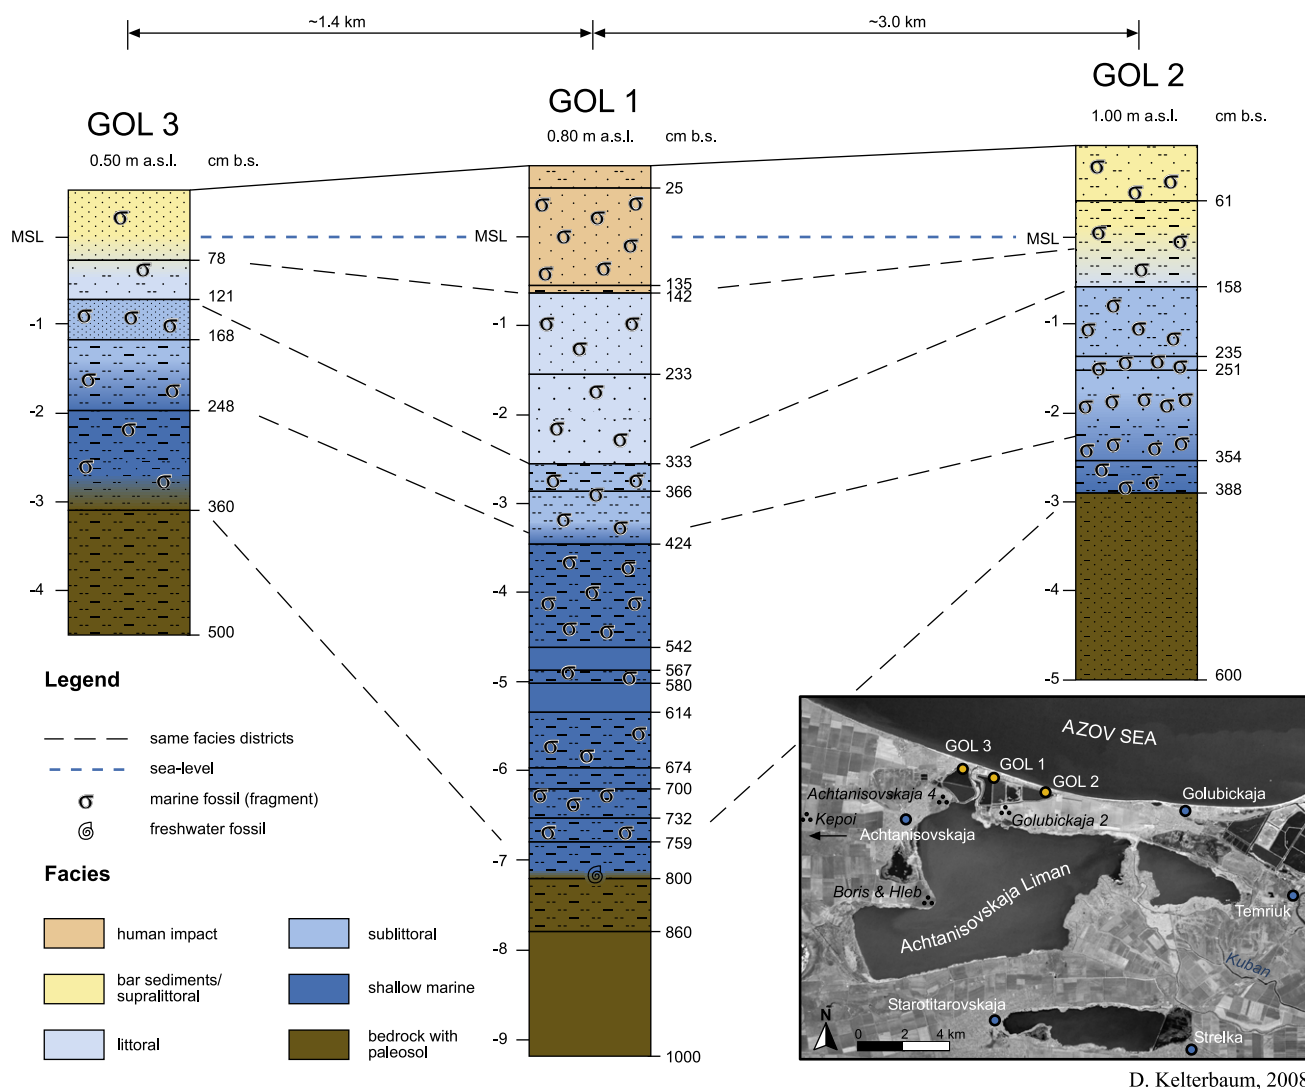 ~1.4 km
~3.0 km
GOL 3
0.50 m a.s.l.
cm b.s.
MSL
78
121
-1
168
-2
248
-3
360
-4
500
GOL 1
0.80 m a.s.l.
cm b.s.
25
MSL
135
142
-1
233
-2
333
366
-3
424
-4
542
567
-5
580
614
-6
674
700
732
759
-7
800
860
-8
-9
1000
GOL 2
1.00 m a.s.l.
cm b.s.
61
MSL
158
-1
235
251
-2
354
388
-3
-4
600
-5
Legend
same facies districts
sea-level
σ marine fossil (fragment)
freshwater fossil
Facies
human impact
bar sediments/
supralittoral
littoral
sublittoral
shallow marine
bedrock with
paleosol
AZOV SEA
GOL 3
GOL 1
GOL 2
Achtanisovskaja 4
Golubickaja
Kepoi
Golubickaja 2
Achtanisovskaja
Boris & Hleb
Achtanisovskaja Liman
Temriuk
Kuban
Starotitarovskaja
N
0 2 4 km
Strelka
D. Kelterbaum, 2008